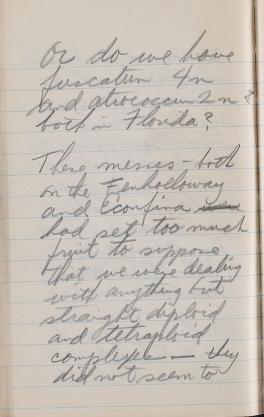 Or do we have
fuscatum 4n
and atrococcum 2n
both in Florida?
These messes - both
on the Fenholloway
and Econfina
had set too much
fruit to suppose
that we were dealing
with anything but
straight diploid
and tetraploid
complexes — they
did not seem to